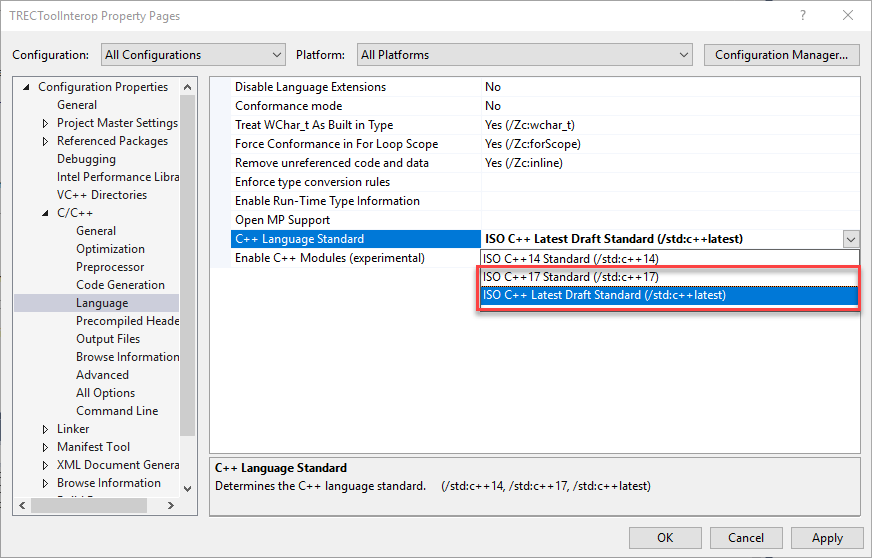 TRECToolInterop Property Pages
Configuration: All Configurations Platform: All Platforms Configuration Manager...
Configuration Properties
General
Project Master Settings
Referenced Packages
Debugging
Intel Performance Libra
VC++ Directories
C/C++
General
Optimization
Preprocessor
Code Generation
Language
Precompiled Heade
Output Files
Browse Information
Advanced
All Options
Command Line
Linker
Manifest Tool
XML Document Genera
Browse Information
Disable Language Extensions No
Conformance mode No
Treat WChar_t As Built in Type Yes (/Zc:wchar_t)
Force Conformance in For Loop Scope Yes (/Zc:forScope)
Remove unreferenced code and data Yes (/Zc:inline)
Enforce type conversion rules
Enable Run-Time Type Information
Open MP Support
C++ Language Standard ISO C++ Latest Draft Standard (/std:c++latest)
Enable C++ Modules (experimental) ISO C++14 Standard (/std:c++14)
ISO C++17 Standard (/std:c++17)
ISO C++ Latest Draft Standard (/std:c++latest)
C++ Language Standard
Determines the C++ language standard. (/std:c++14, /std:c++17, /std:c++latest)
OK Cancel Apply